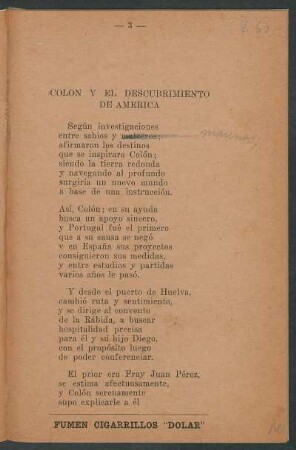 — 3 —
COLON Y EL DESCUBRIMIENTO
DE AMERICA
Según investigaciones
entre sabios y ;
afirmaron los destinos
que se inspirara Colón;
siendo la tierra redonda
y navegando al profundo
surgiría un nuevo mundo
a base de una instrucción.
Así, Colón; en su ayuda
busca un apoyo sincero,
y Portugal fué el primero
que a su causa se negó
y en España sus proyectos
consiguieron sus medidas,
y entre estudios y partidas
varios años le pasó.
Y desde el puerto de Huelva,
cambió ruta y sentimiento,
y se dirige al convento
de la Rábida, a buscar
hospitalidad precisa
para él y su hijo Diego,
con el propósito luego
de poder conferenciar.
El prior era Fray Juan Pérez,
se estima afectuosamente,
y Colón serenamente
supo explicarle a él
FUMEN CIGARRILLOS "DOLAR"